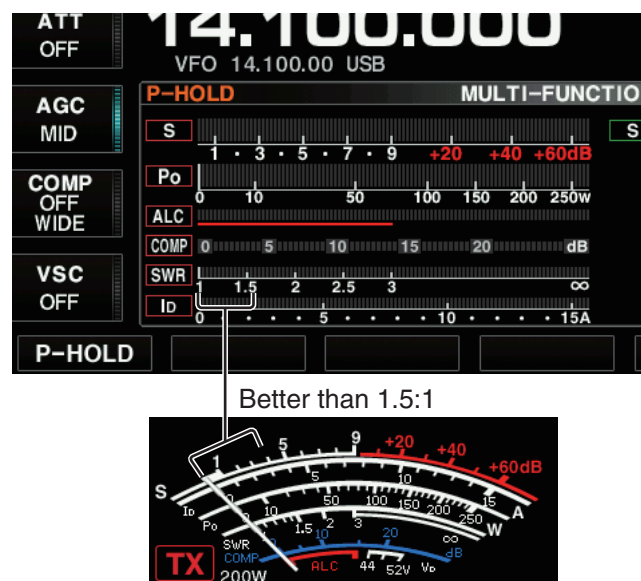 ATT
OFF
14.100.000
VFO 14.100.00 USB
P-HOLD MULTI-FUNCTIO
AGC
MID
S S
1 · 3 · 5 · 7 · 9 +20 +40 +60dB
COMP
OFF
WIDE
Po
0 10 50 100 150 200 250W
ALC
COMP 0 5 10 15 20 dB
VSC
OFF
SWR
1 1.5 2 2.5 3 ∞
ID
0 · · · · 5 · · · · 10 · · · · 15A
P-HOLD
Better than 1.5:1
S 1 5 9 +20 +40 +60dB
ID 0 5 10 15 A
Po 0 10 50 100 150 200 250 W
SWR 1.5 2 3 ∞
COMP 0 10 20 dB
TX
200W
ALC 44 52V VD